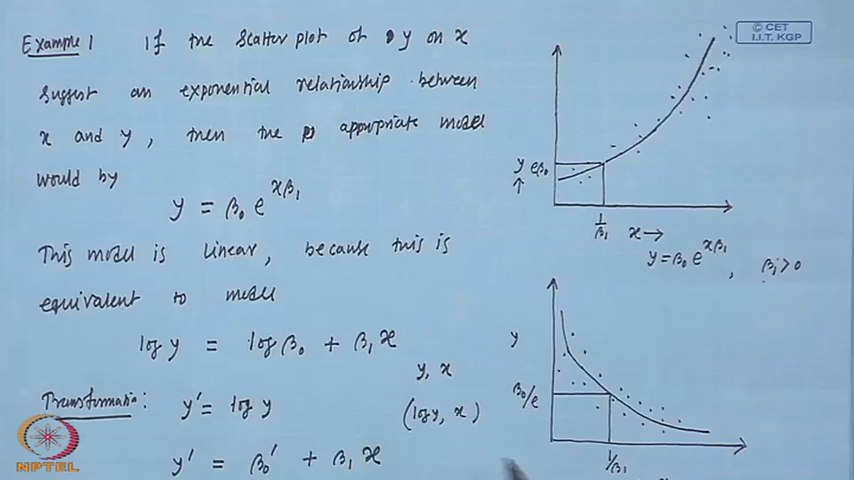 Example 1 If the scatter plot of y on x
suggest an exponential relationship between
x and y, then the appropriate model
would by
y = β₀ e^{xβ₁}
This model is linear, because this is
equivalent to model
log y = log β₀ + β₁ x
Transformation: y' = log y
y' = β₀' + β₁ x
y, x
(log y, x)
© CET
I.I.T. KGP
y eβ₀
↑
1/β₁ x →
y = β₀ e^{xβ₁}, β₁ > 0
y
β₀/e
1/β₁
NPTEL